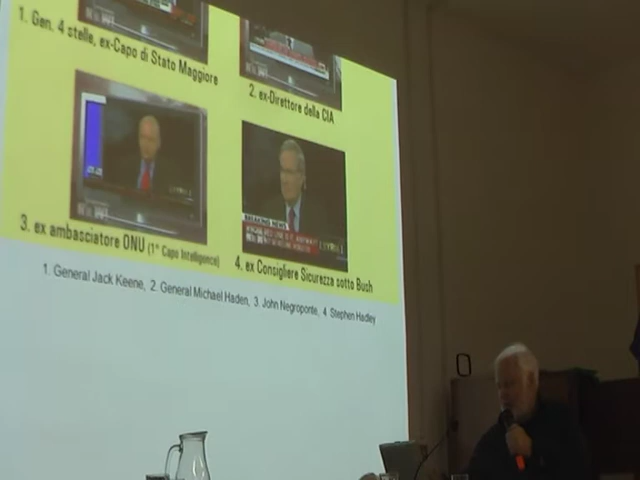 1. Gen. 4 stelle, ex-Capo di Stato Maggiore
2. ex-Direttore della CIA
3. ex ambasciatore ONU (1° Capo Intelligence)
BREAKING NEWS
4. ex Consigliere Sicurezza sotto Bush
1. General Jack Keene, 2. General Michael Haden, 3. John Negroponte, 4 Stephen Hadley